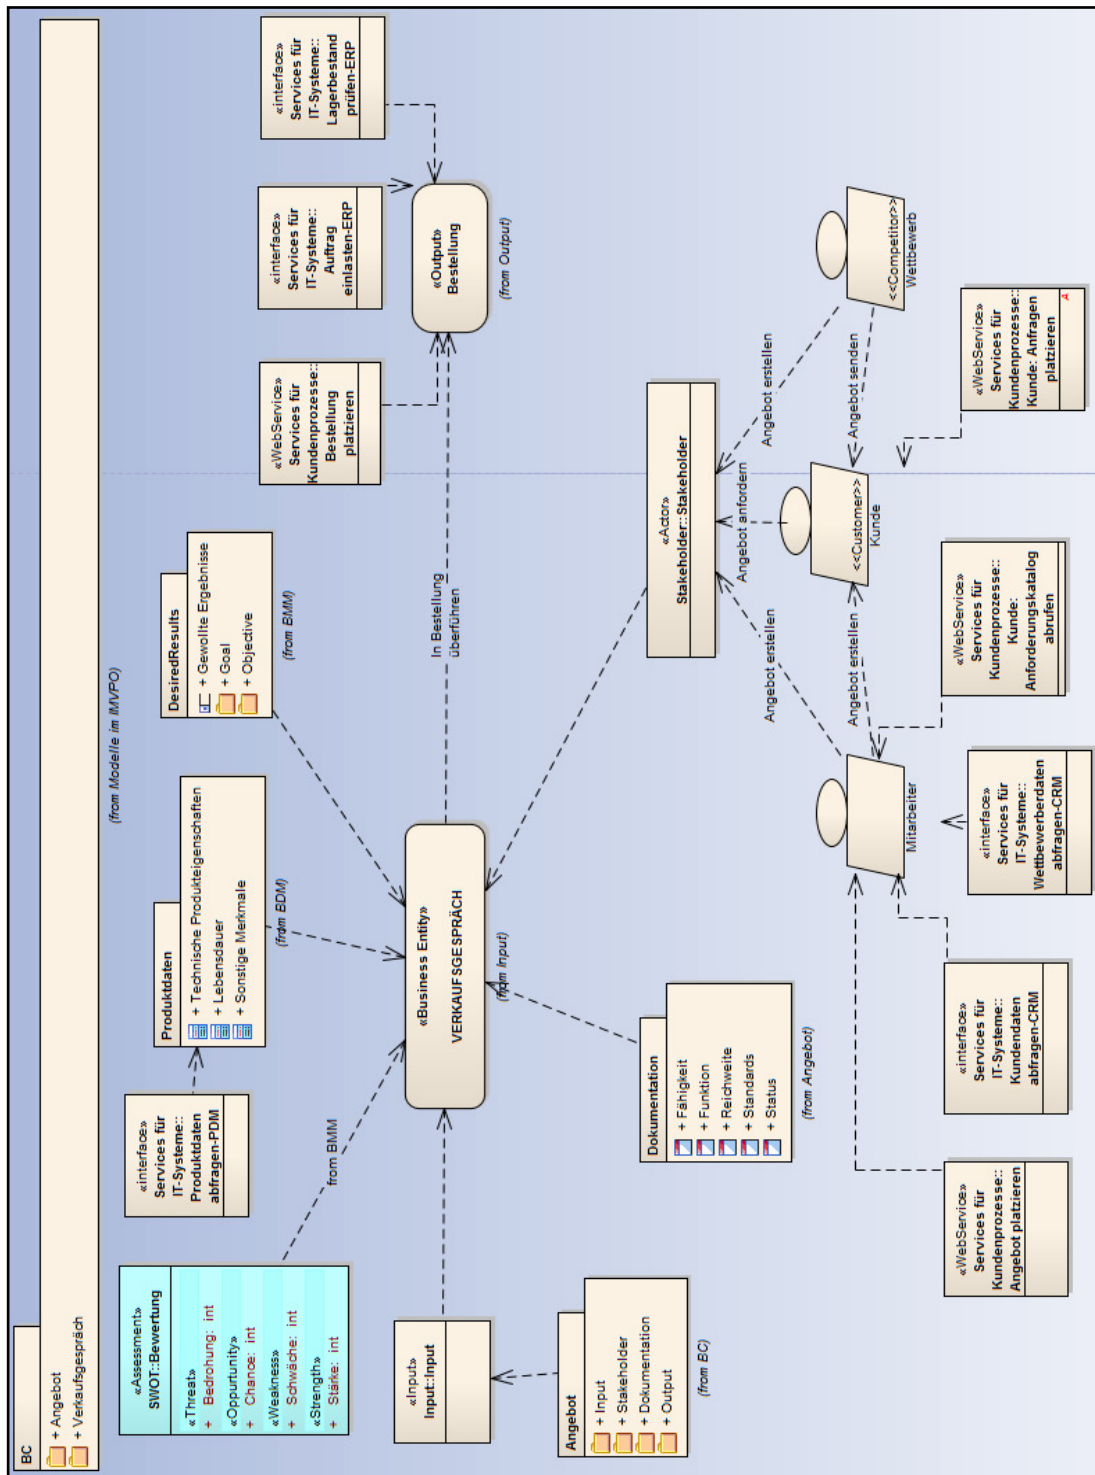 BC
+ Angebot
+ Verkaufsgespräch
(from Modelle im IMVPO)
«Assessment»
SWOT::Bewertung
«Threat»
+ Bedrohung: int
«Oppurtunity»
+ Chance: int
«Weakness»
+ Schwäche: int
«Strength»
+ Stärke: int
«interface»
Services für
IT-Systeme::
Produktdaten
abfragen-PDM
Produktdaten
+ Technische Produkteigenschaften
+ Lebensdauer
+ Sonstige Merkmale
(from BDM)
DesiredResults
+ Gewollte Ergebnisse
+ Goal
+ Objective
(from BMM)
«WebService»
Services für
Kundenprozesse::
Bestellung
platzieren
«interface»
Services für
IT-Systeme::
Auftrag
einlasten-ERP
«interface»
Services für
IT-Systeme::
Lagerbestand
prüfen-ERP
from BMM
«Input»
Input::Input
«Business Entity»
VERKAUFSGESPRÄCH
(from Input)
In Bestellung
überführen
«Output»
Bestellung
(from Output)
Angebot
+ Input
+ Stakeholder
+ Dokumentation
+ Output
(from BC)
Dokumentation
+ Fähigkeit
+ Funktion
+ Reichweite
+ Standards
+ Status
(from Angebot)
«Actor»
Stakeholder::Stakeholder
Angebot erstellen
Angebot anfordern
Angebot erstellen
Angebot erstellen
Angebot senden
Mitarbeiter
<<Customer>>
Kunde
<<Competitor>>
Wettbewerb
«WebService»
Services für
Kundenprozesse::
Angebot platzieren
«interface»
Services für
IT-Systeme::
Kundendaten
abfragen-CRM
«interface»
Services für
IT-Systeme::
Wettbewerberdaten
abfragen-CRM
«WebService»
Services für
Kundenprozesse::
Kunde:
Anforderungskatalog
abrufen
«WebService»
Services für
Kundenprozesse::
Kunde: Anfragen
platzieren
A